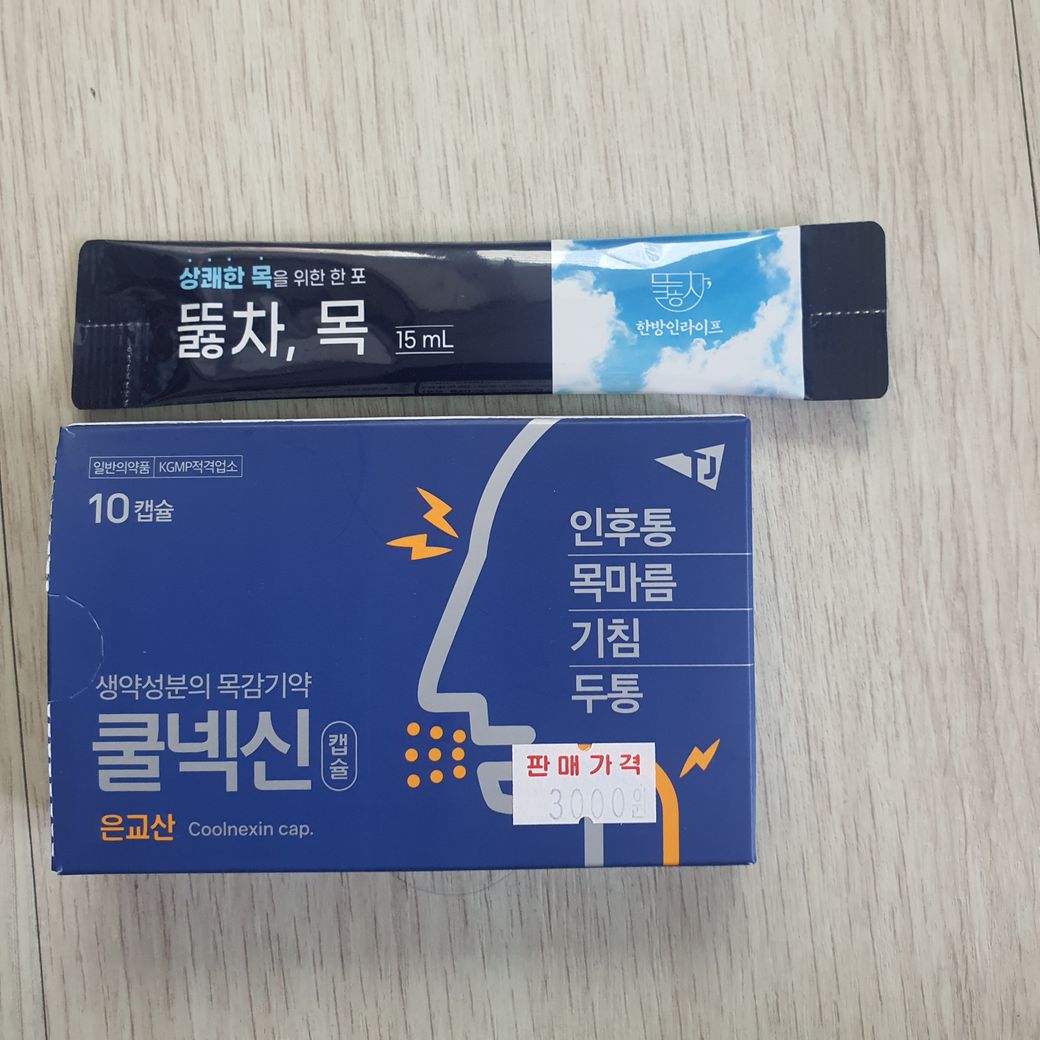 상쾌한 목을 위한 한 포
뚫차, 목 15 mL
뚫차,
한방인라이프
일반의약품 KGMP적격업소
10 캡슐
TJ
인후통
목마름
기침
두통
생약성분의 목감기약
쿨넥신 캡슐
은교산 Coolnexin cap.
판매가격
3000원